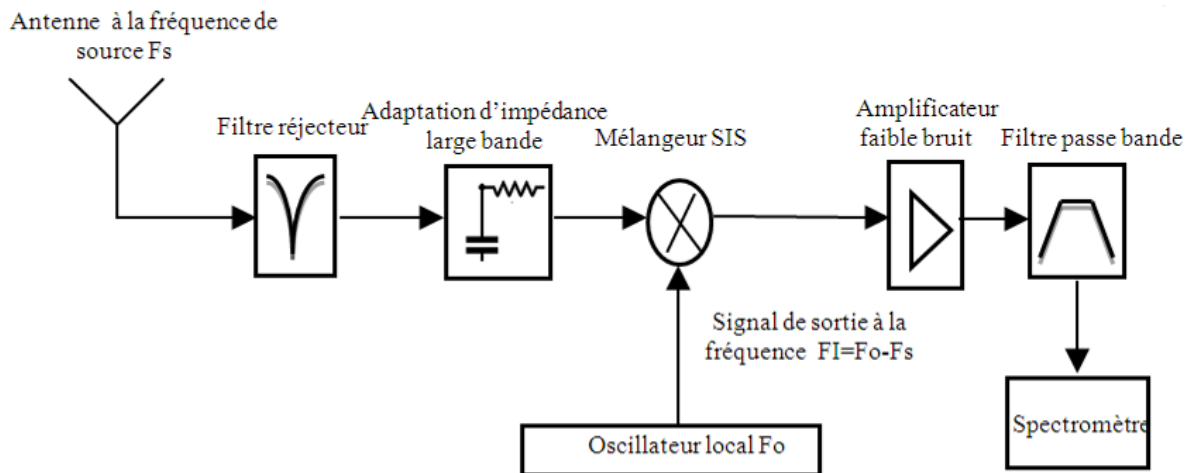 Antenne à la fréquence de
source Fs
Filtre réjecteur
Adaptation d'impédance
large bande
Mélangeur SIS
Amplificateur
faible bruit
Filtre passe bande
Signal de sortie à la
fréquence FI=Fo-Fs
Oscillateur local Fo
Spectromètre